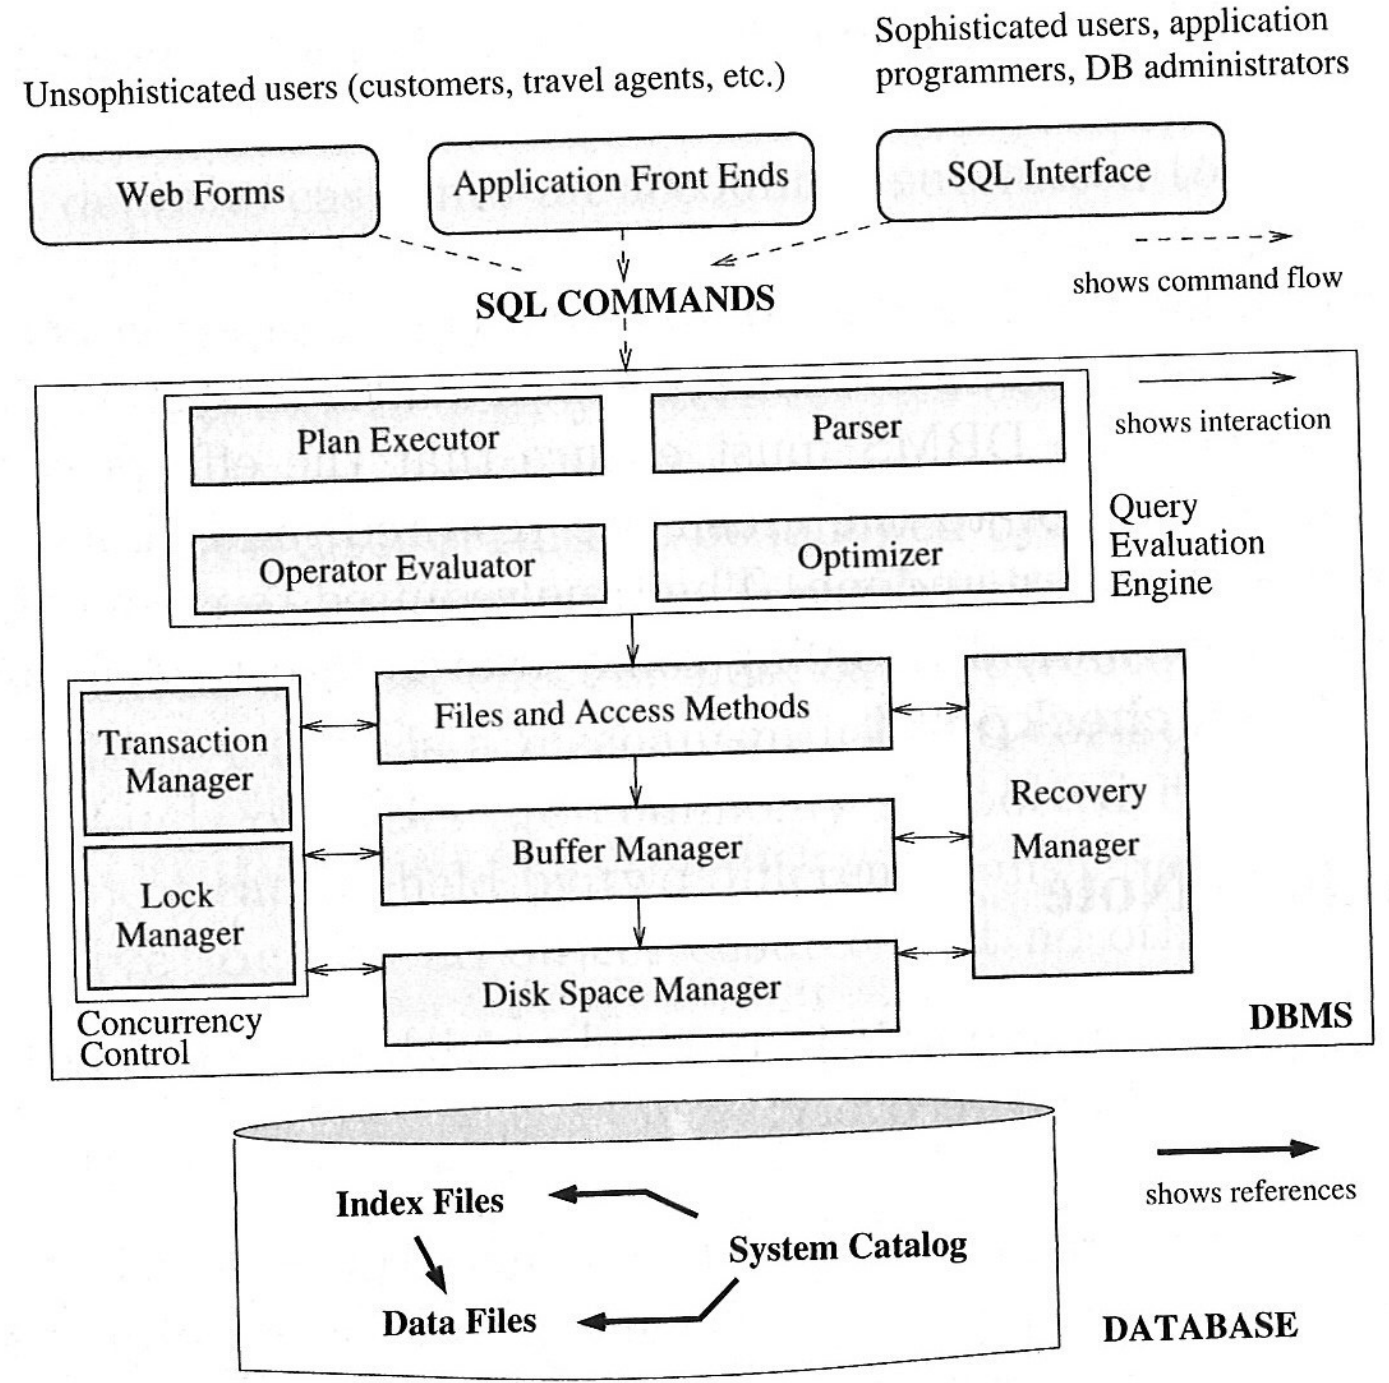 Sophisticated users, application
programmers, DB administrators
Unsophisticated users (customers, travel agents, etc.)
Web Forms
Application Front Ends
SQL Interface
shows command flow
SQL COMMANDS
shows interaction
Plan Executor
Parser
Operator Evaluator
Optimizer
Query
Evaluation
Engine
Files and Access Methods
Transaction
Manager
Buffer Manager
Recovery
Manager
Lock
Manager
Disk Space Manager
Concurrency
Control
DBMS
Index Files
shows references
System Catalog
Data Files
DATABASE